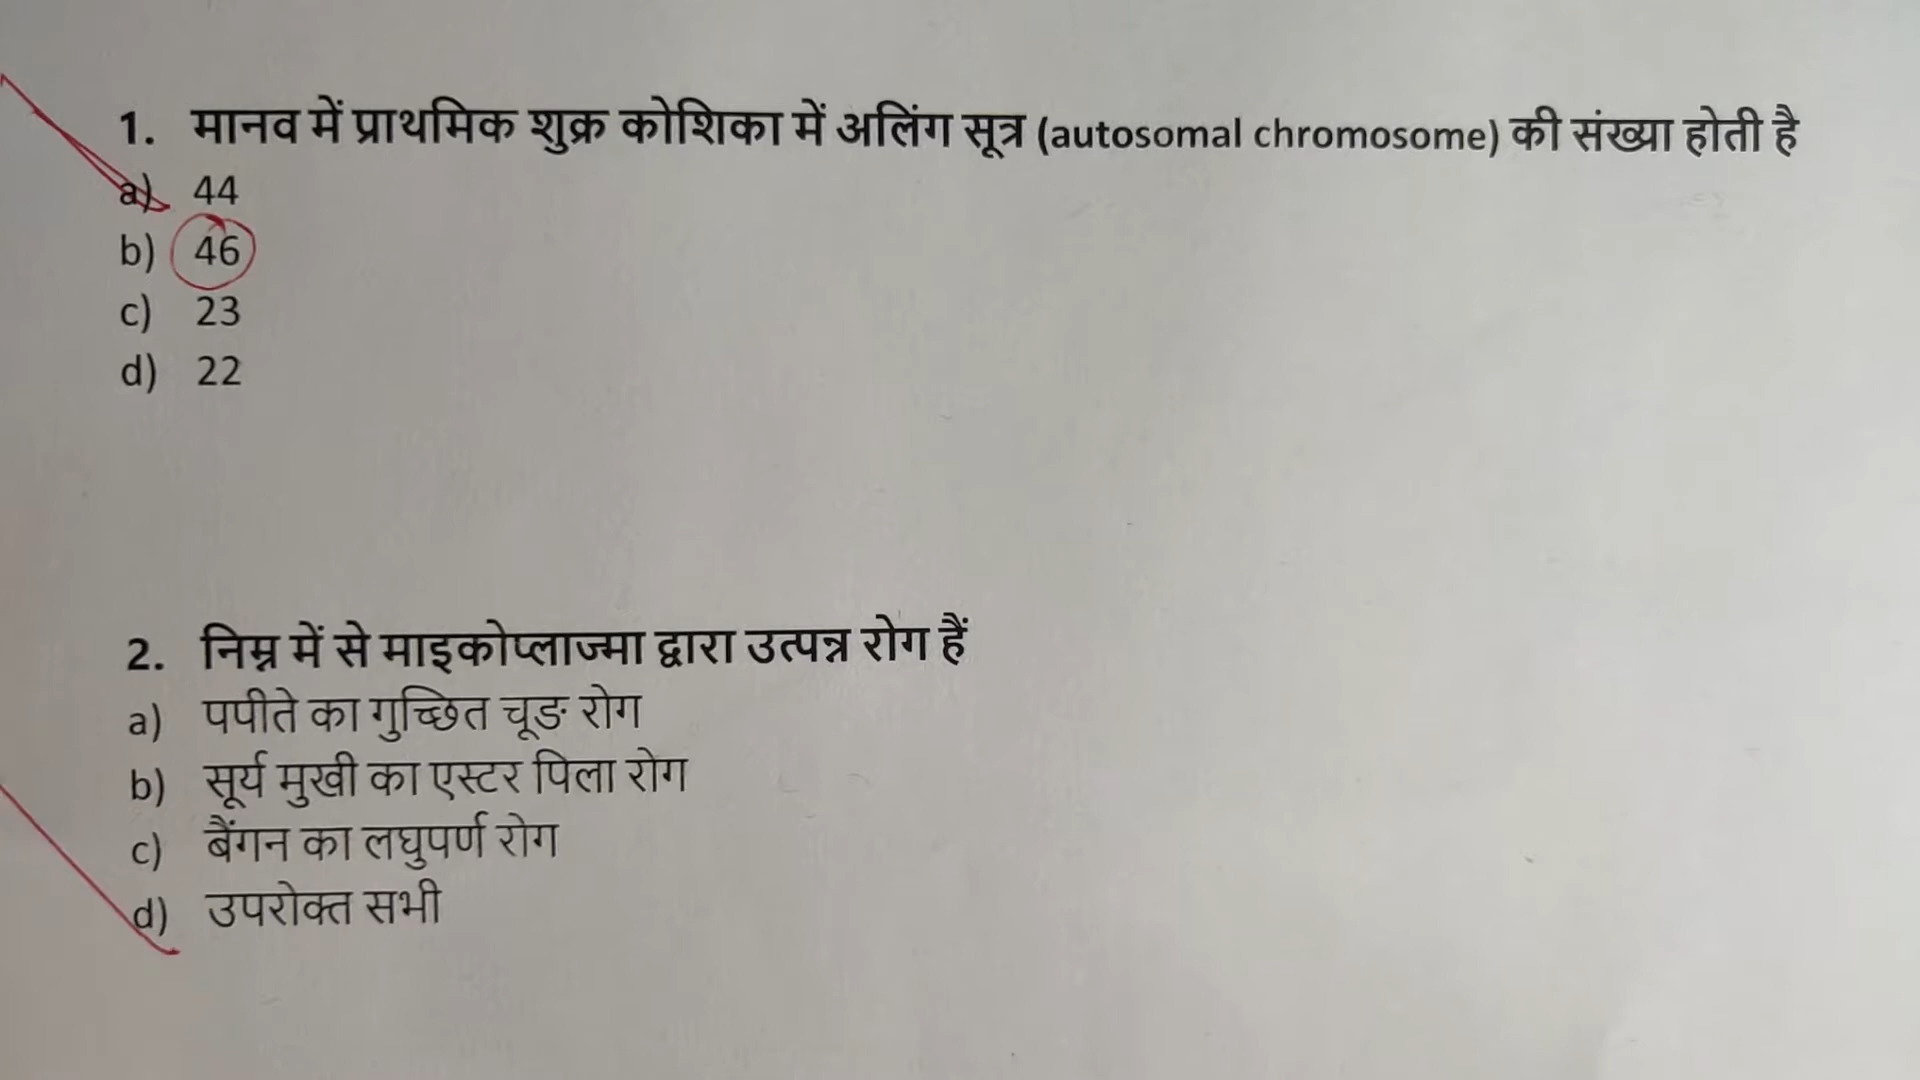 1. मानव में प्राथमिक शुक्र कोशिका में अलिंग सूत्र (autosomal chromosome) की संख्या होती है
a) 44
b) 46
c) 23
d) 22
2. निम्न में से माइकोप्लाज्मा द्वारा उत्पन्न रोग हैं
a) पपीते का गुच्छित चूङ रोग
b) सूर्य मुखी का एस्टर पिला रोग
c) बैंगन का लघुपर्ण रोग
d) उपरोक्त सभी